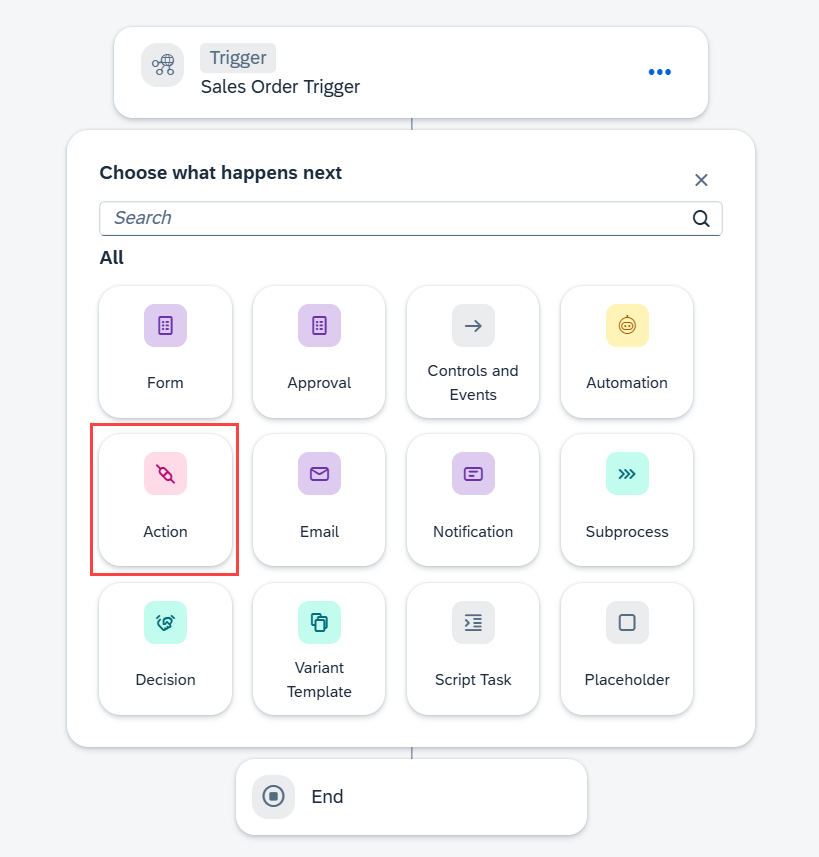 Trigger
Sales Order Trigger
Choose what happens next
Search
All
Form
Approval
Controls and
Events
Automation
Action
Email
Notification
Subprocess
Decision
Variant
Template
Script Task
Placeholder
End